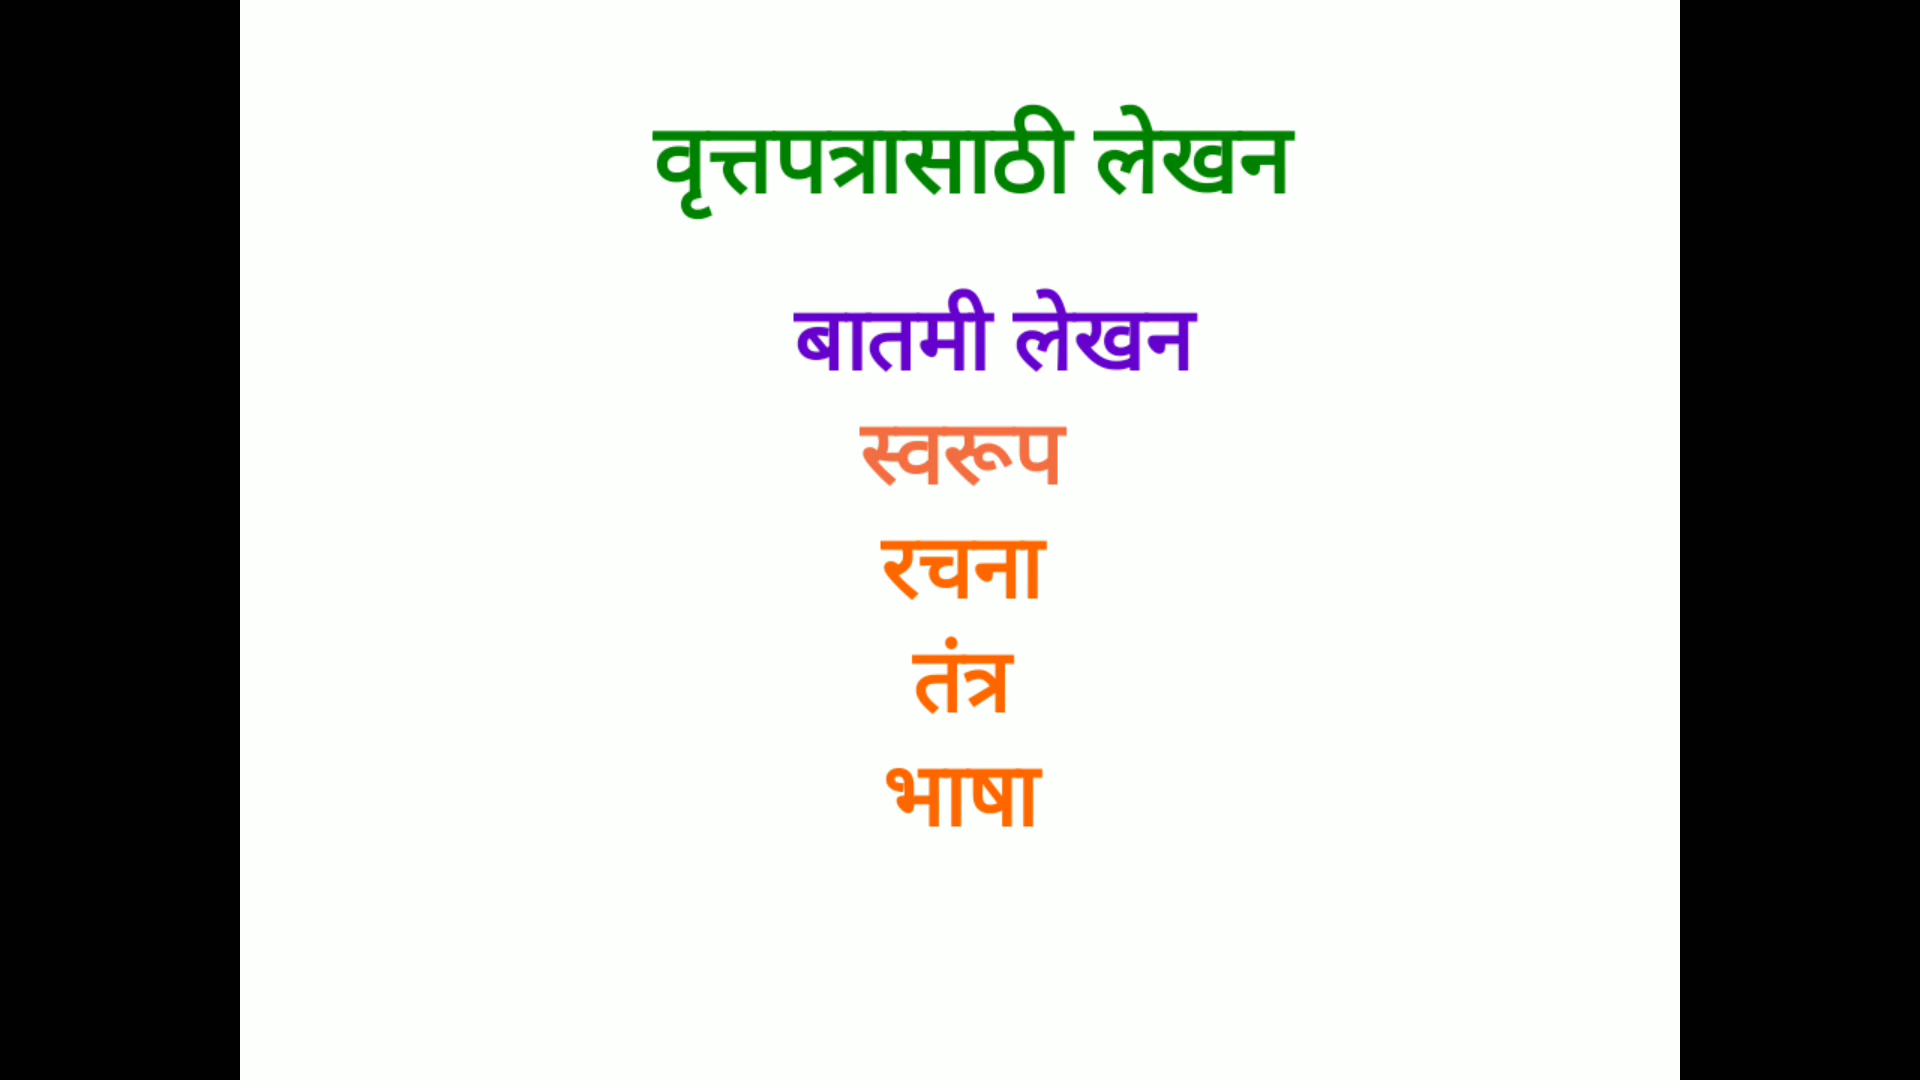 वृत्तपत्रासाठी लेखन
बातमी लेखन
स्वरूप
रचना
तंत्र
भाषा